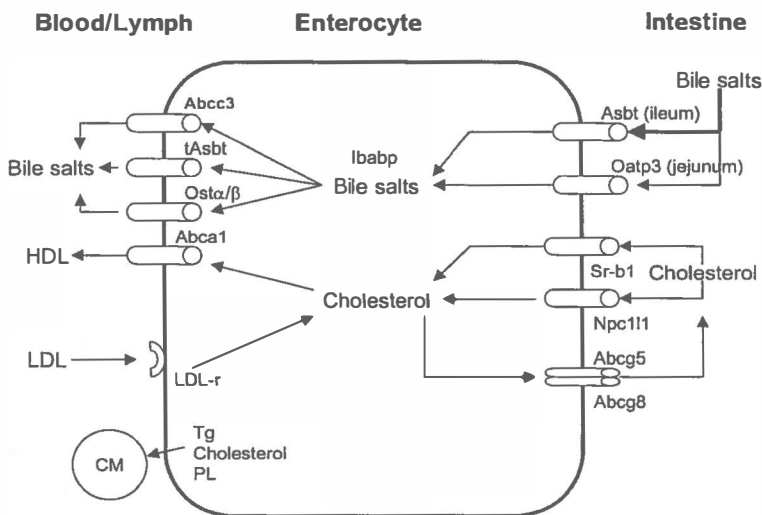 Blood/Lymph
Enterocyte
Intestine
Bile salts
Abcc3
Asbt (ileum)
tAsbt
Ibabp
Bile salts
Bile salts
Oatp3 (jejunum)
Ostα/β
Abca1
HDL
Sr-b1
Cholesterol
Cholesterol
Npc1l1
LDL
LDL-r
Abcg5
Abcg8
Tg
Cholesterol
PL
CM